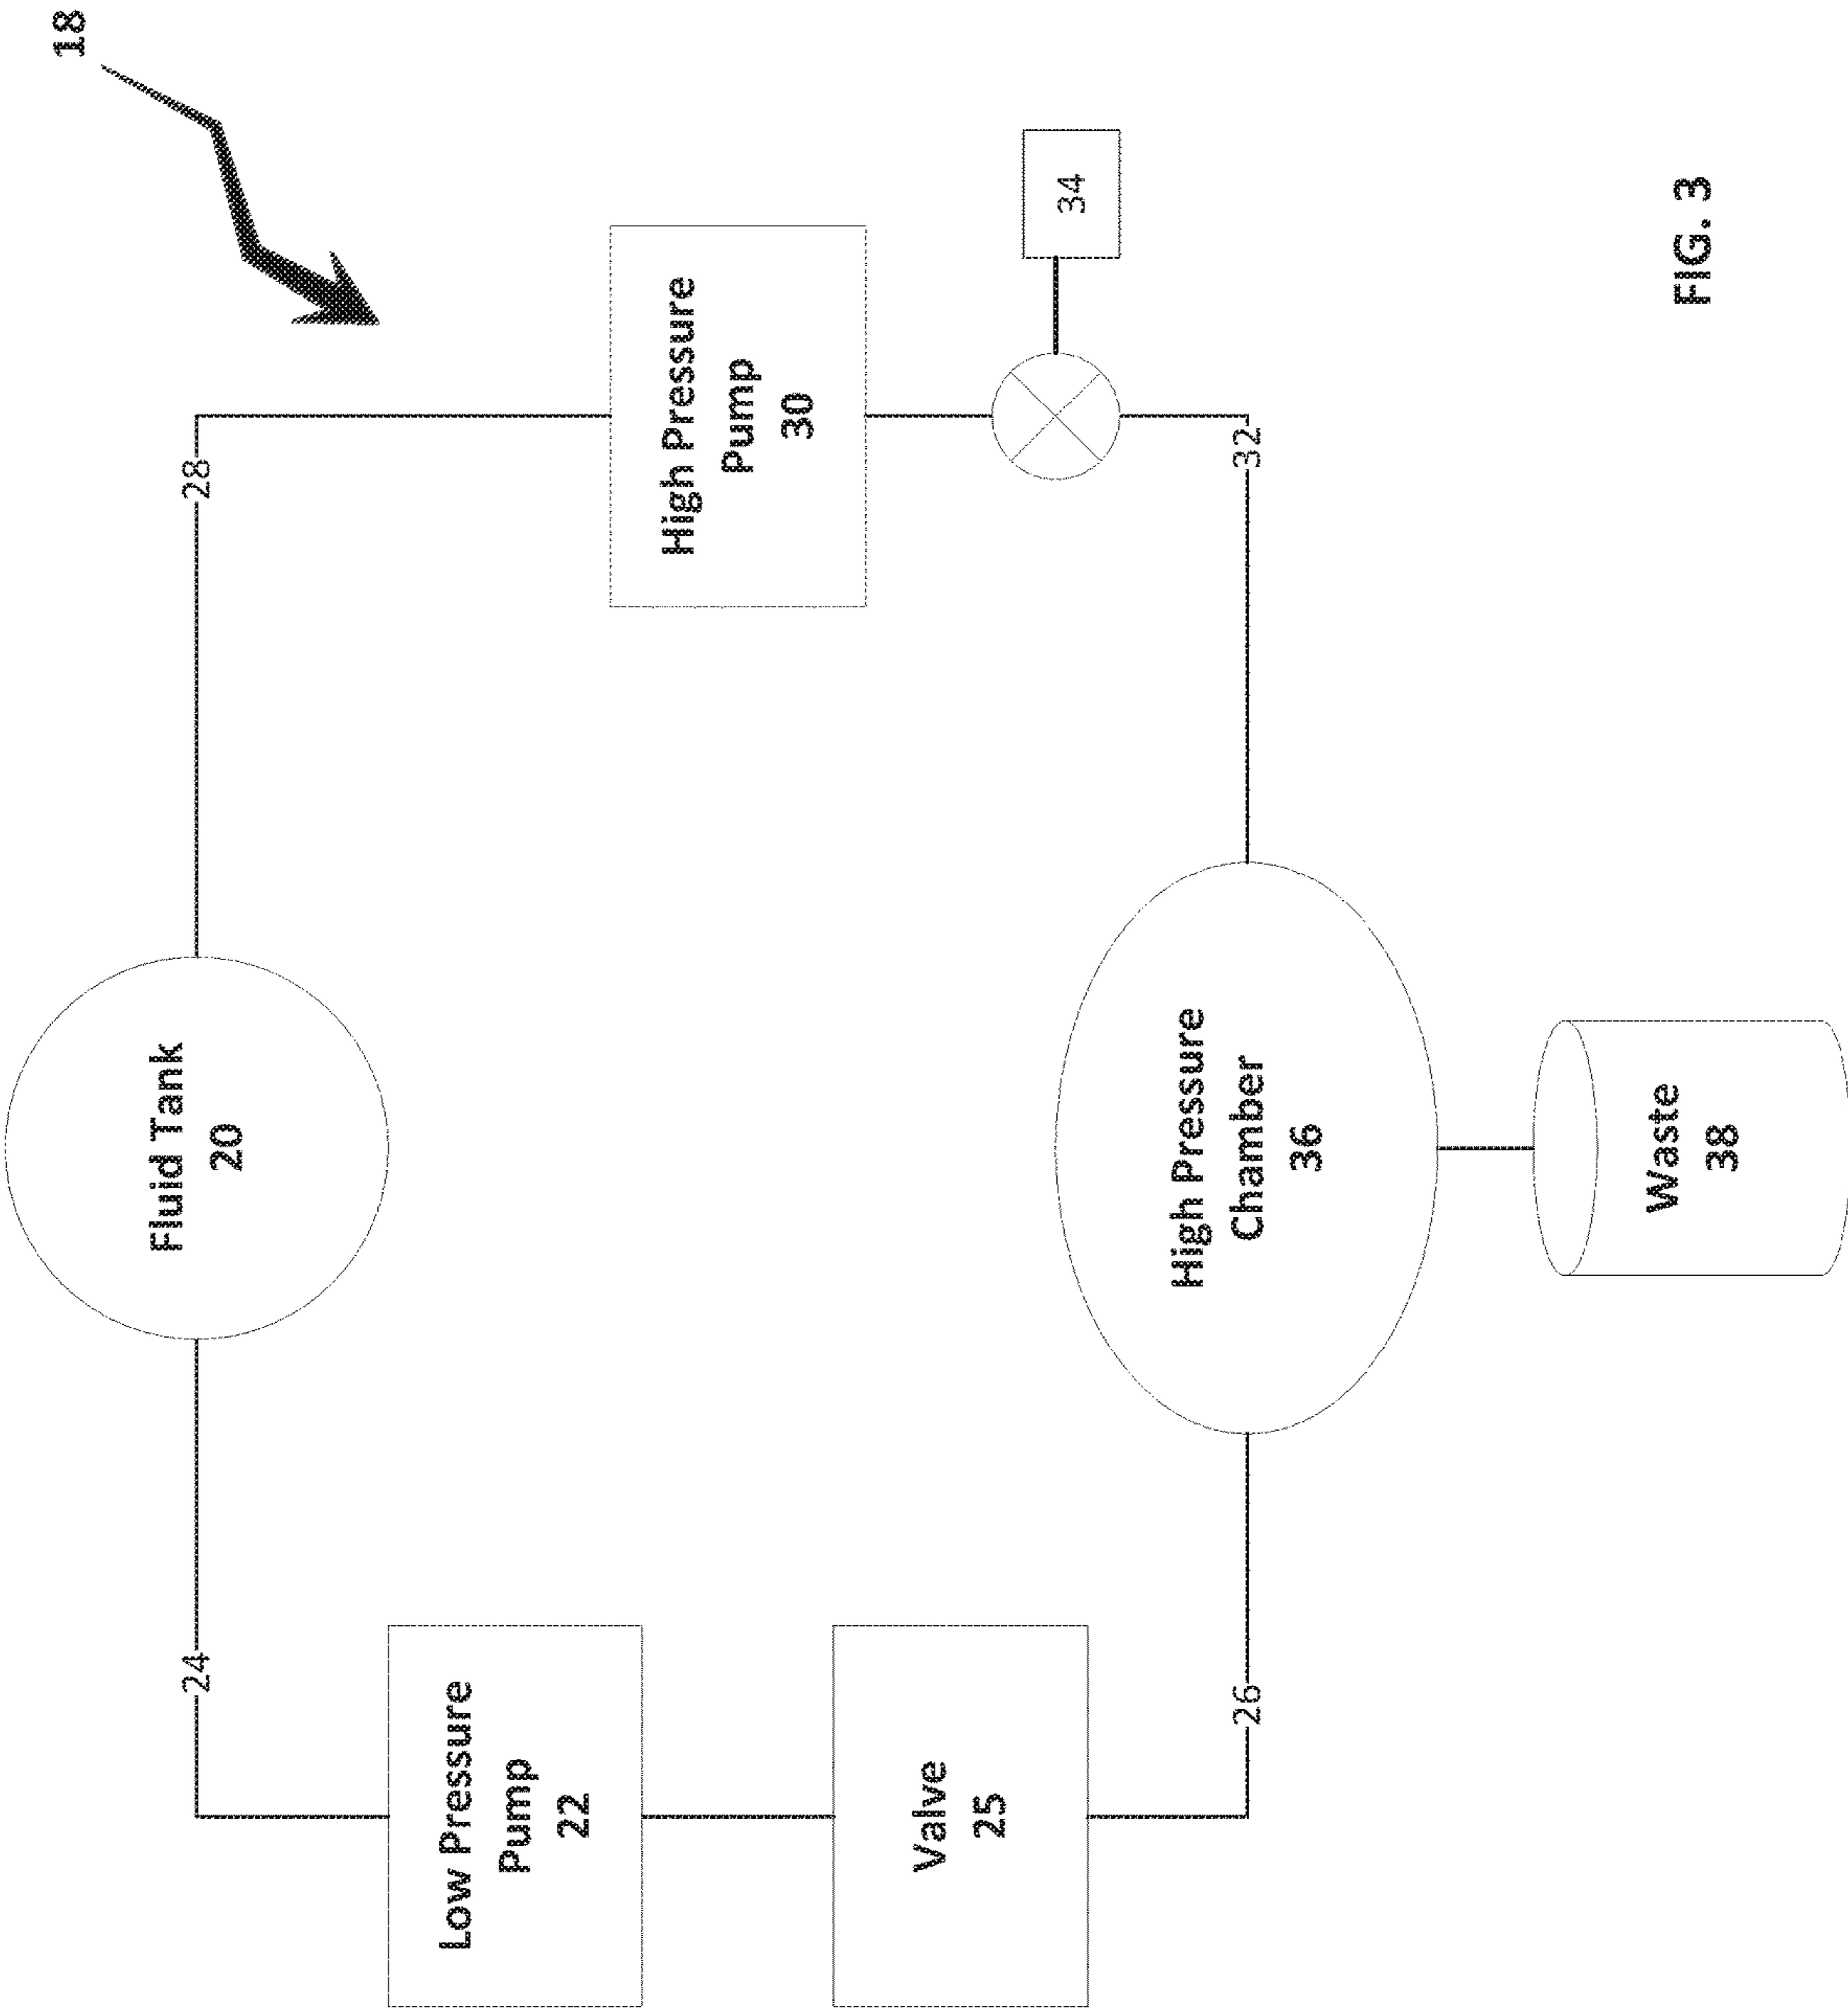 18
Fluid Tank
20
24
28
Low Pressure
Pump
22
High Pressure
Pump
30
Valve
25
34
26
32
High Pressure
Chamber
36
Waste
38
FIG. 3